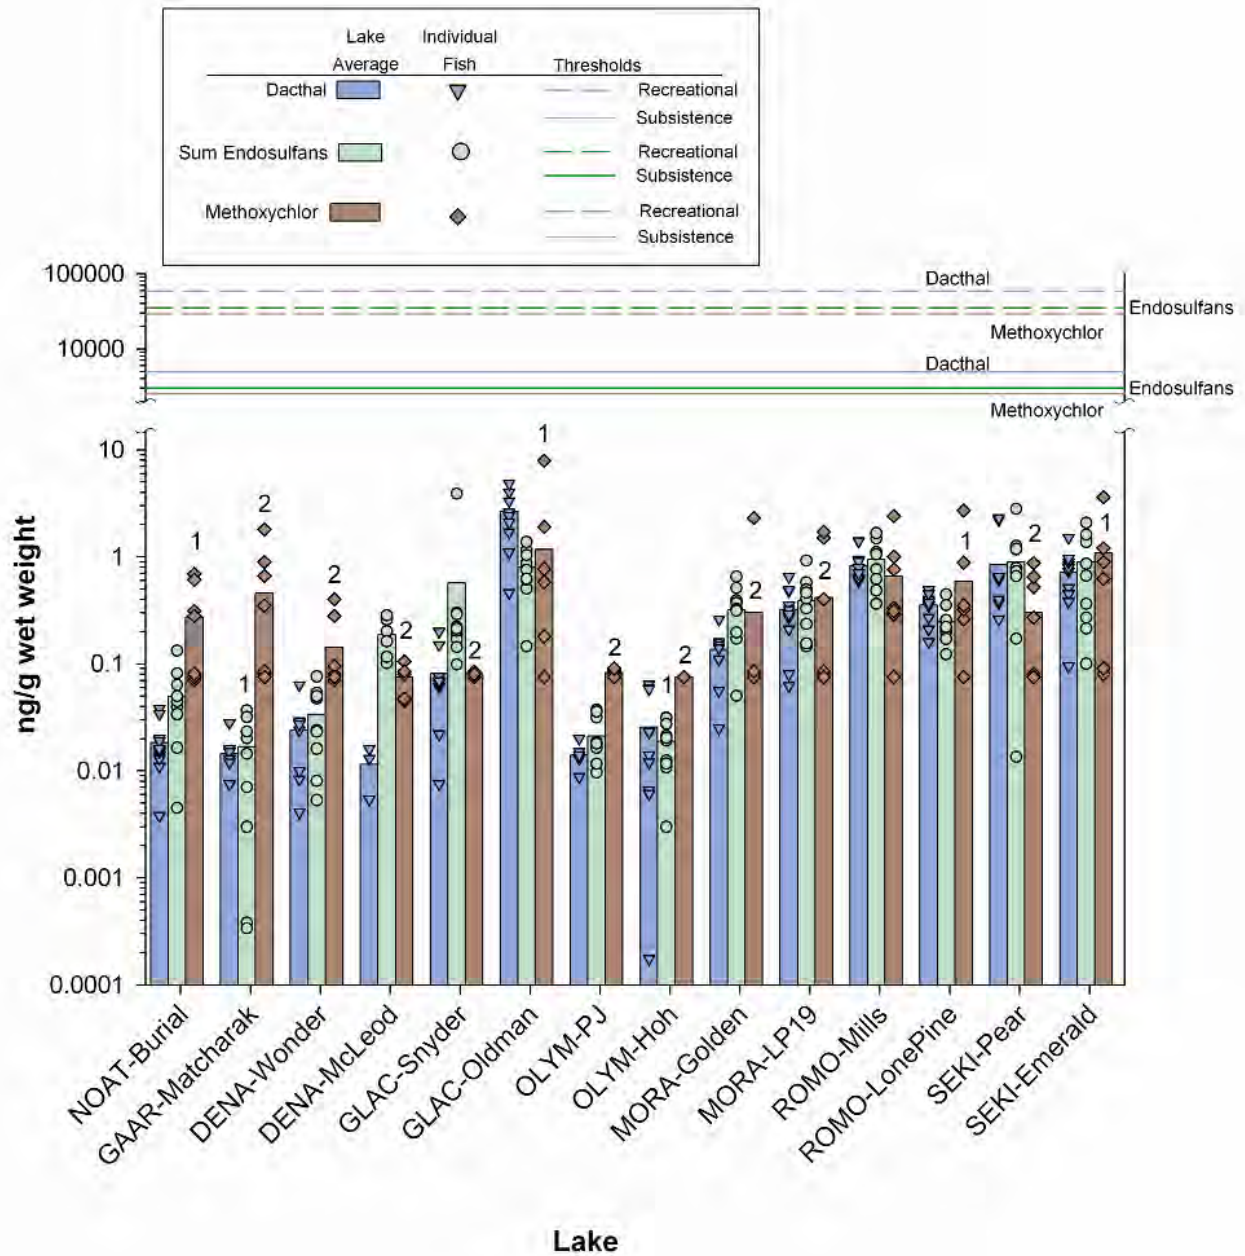 Lake Individual
Average Fish Thresholds
Dacthal Recreational
Subsistence
Sum Endosulfans Recreational
Subsistence
Methoxychlor Recreational
Subsistence
100000
Dacthal
Endosulfans
Methoxychlor
10000
Dacthal
Endosulfans
Methoxychlor
ng/g wet weight
10
1
0.1
0.01
0.001
0.0001
1
2
1
2
2
2
1
2
1
2
2
2
1
2
1
NOAT-Burial
GAAR-Matcharak
DENA-Wonder
DENA-McLeod
GLAC-Snyder
GLAC-Oldman
OLYM-PJ
OLYM-Hoh
MORA-Golden
MORA-LP19
ROMO-Mills
ROMO-LonePine
SEKI-Pear
SEKI-Emerald
Lake